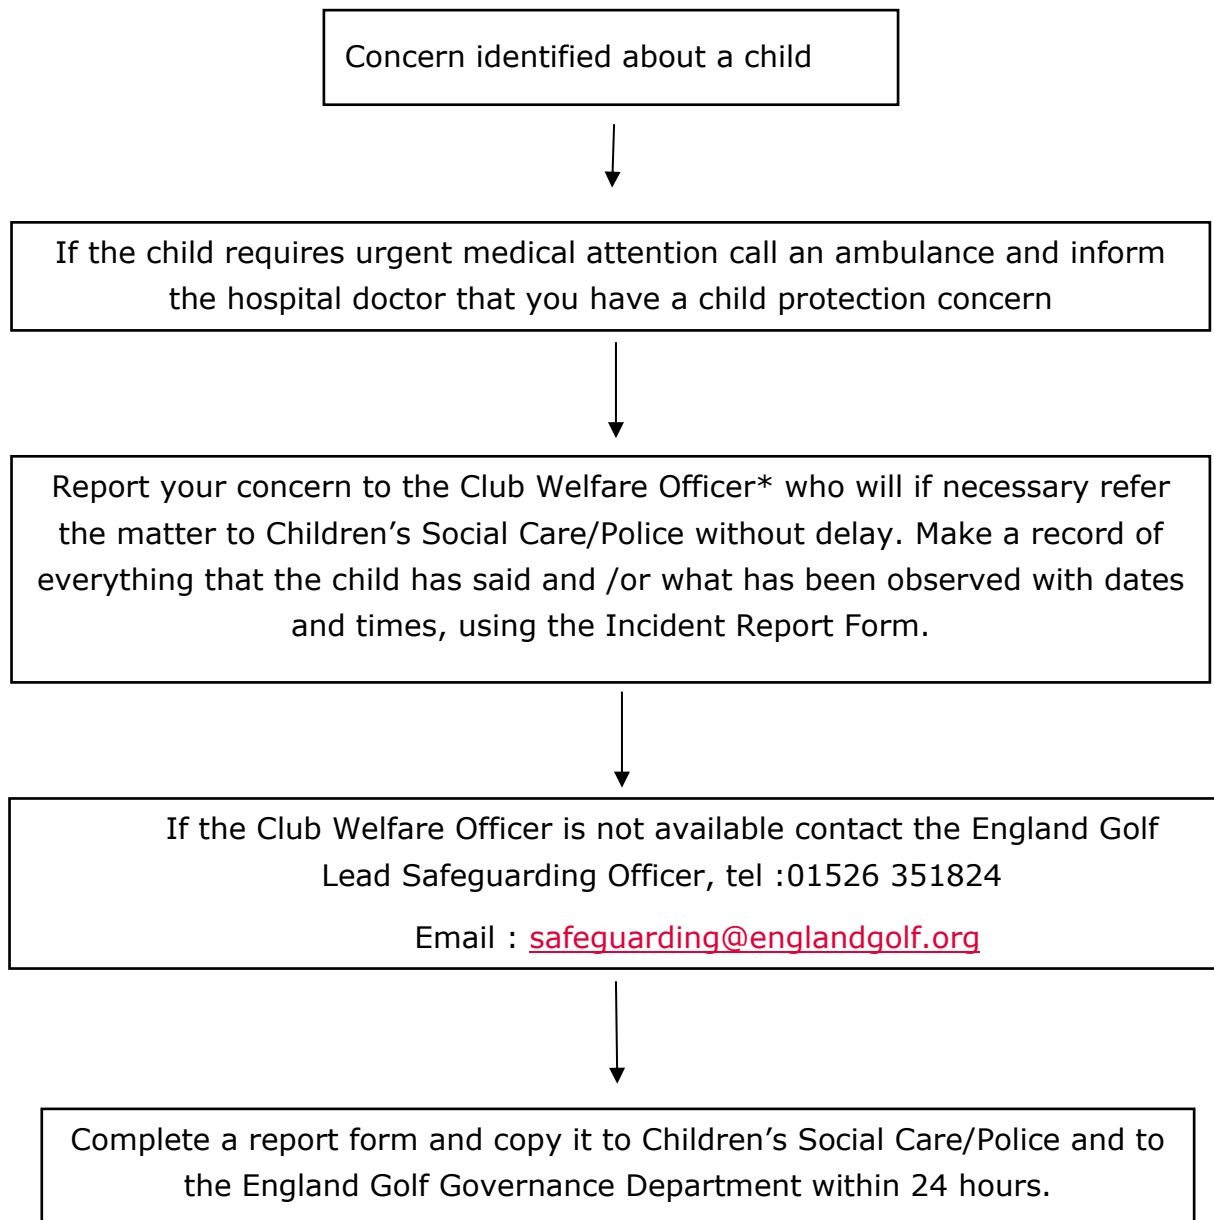 Concern identified about a child
If the child requires urgent medical attention call an ambulance and inform
the hospital doctor that you have a child protection concern
Report your concern to the Club Welfare Officer* who will if necessary refer
the matter to Children’s Social Care/Police without delay. Make a record of
everything that the child has said and /or what has been observed with dates
and times, using the Incident Report Form.
If the Club Welfare Officer is not available contact the England Golf
Lead Safeguarding Officer, tel :01526 351824
Email : safeguarding@englandgolf.org
Complete a report form and copy it to Children’s Social Care/Police and to
the England Golf Governance Department within 24 hours.